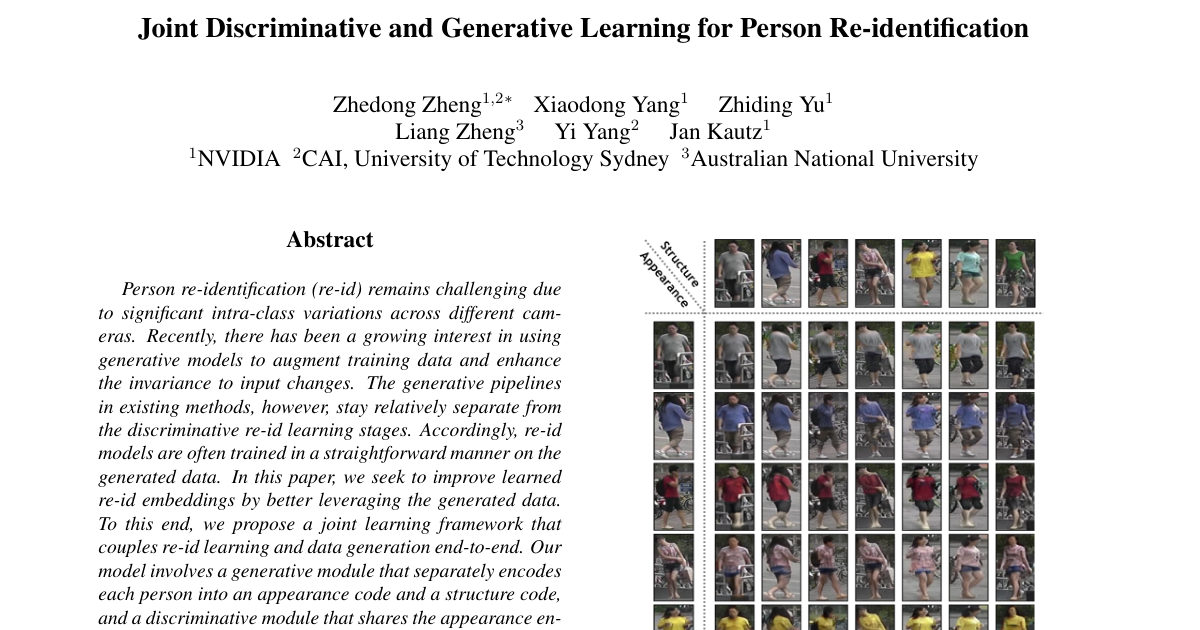 Joint Discriminative and Generative Learning for Person Re-identification
Zhedong Zheng1,2∗ Xiaodong Yang1 Zhiding Yu1
Liang Zheng3 Yi Yang2 Jan Kautz1
1NVIDIA 2CAI, University of Technology Sydney 3Australian National University
Abstract
Person re-identification (re-id) remains challenging due
to significant intra-class variations across different cam-
eras. Recently, there has been a growing interest in using
generative models to augment training data and enhance
the invariance to input changes. The generative pipelines
in existing methods, however, stay relatively separate from
the discriminative re-id learning stages. Accordingly, re-id
models are often trained in a straightforward manner on the
generated data. In this paper, we seek to improve learned
re-id embeddings by better leveraging the generated data.
To this end, we propose a joint learning framework that
couples re-id learning and data generation end-to-end. Our
model involves a generative module that separately encodes
each person into an appearance code and a structure code,
and a discriminative module that shares the appearance en-
Structure
Appearance